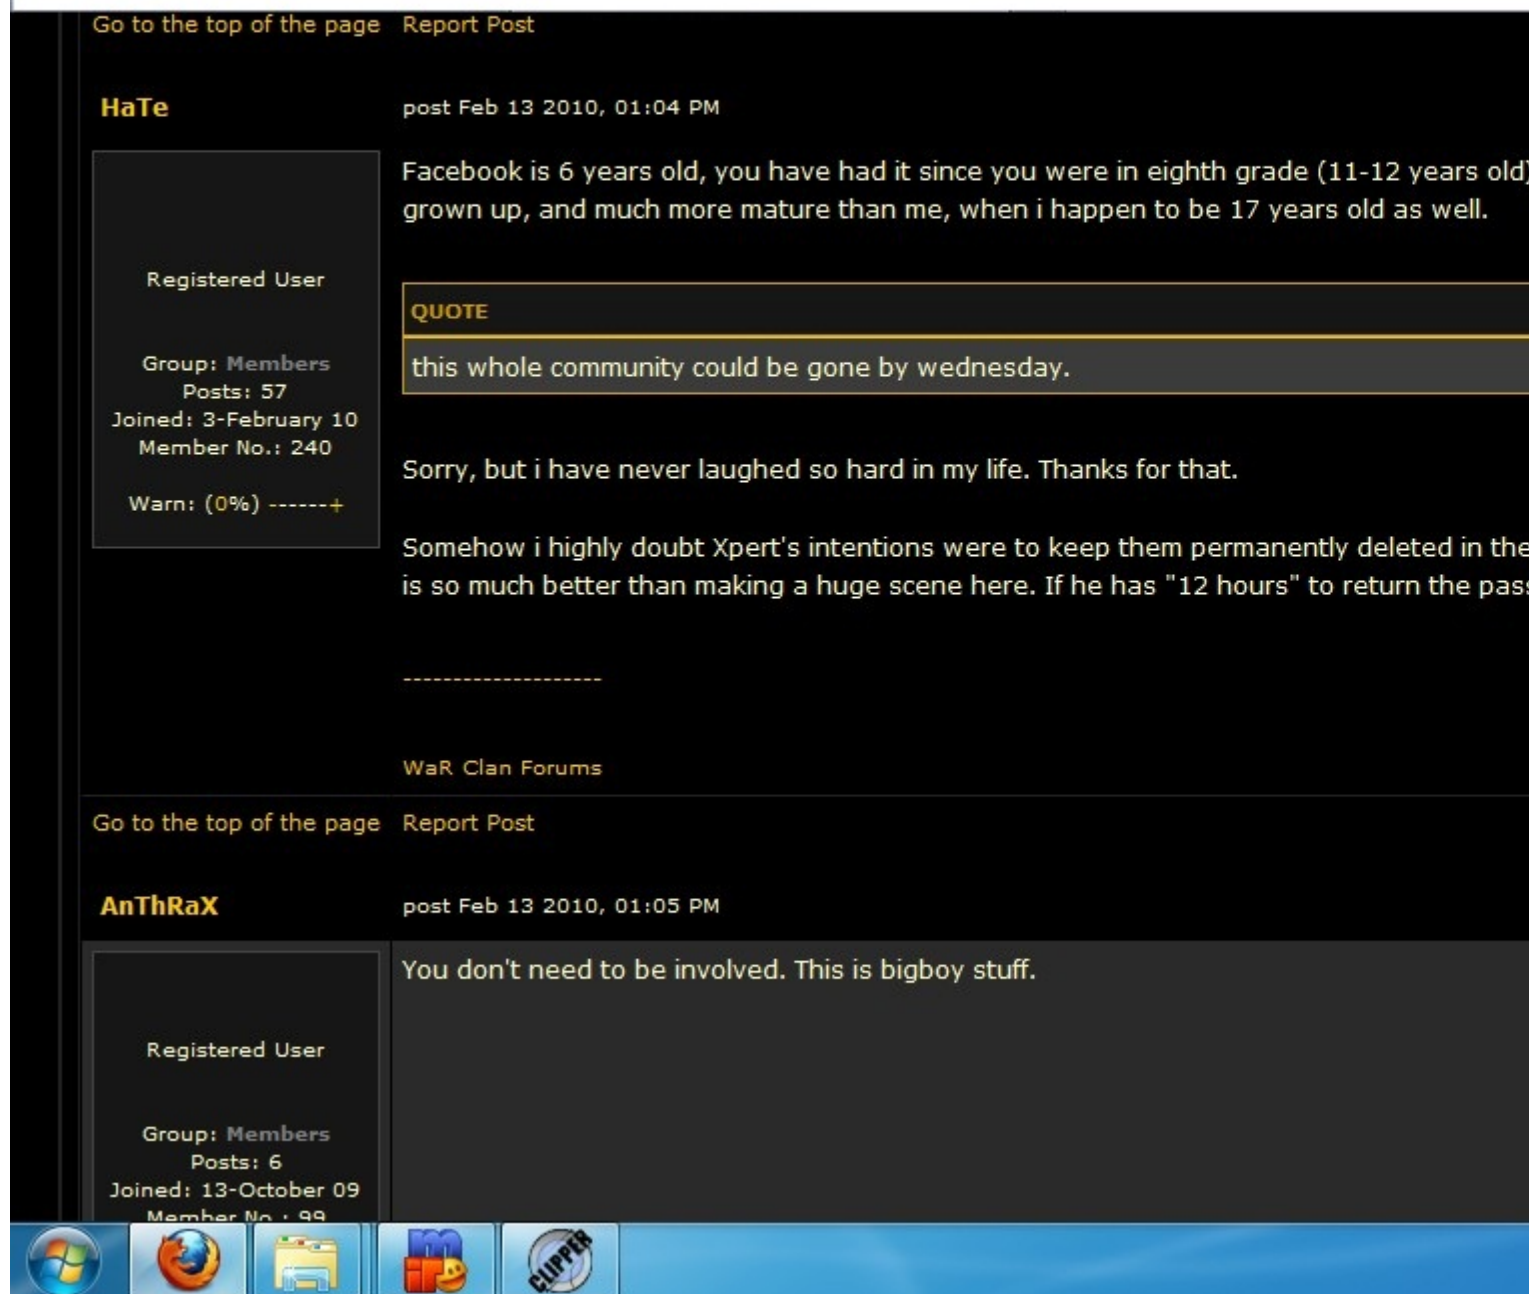 Go to the top of the page Report Post
HaTe post Feb 13 2010, 01:04 PM
Registered User
Group: Members
Posts: 57
Joined: 3-February 10
Member No.: 240
Warn: (0%) ------+
Facebook is 6 years old, you have had it since you were in eighth grade (11-12 years old)
grown up, and much more mature than me, when i happen to be 17 years old as well.
QUOTE
this whole community could be gone by wednesday.
Sorry, but i have never laughed so hard in my life. Thanks for that.
Somehow i highly doubt Xpert's intentions were to keep them permanently deleted in the
is so much better than making a huge scene here. If he has "12 hours" to return the pas
--------------------
WaR Clan Forums
Go to the top of the page Report Post
AnThRaX post Feb 13 2010, 01:05 PM
Registered User
Group: Members
Posts: 6
Joined: 13-October 09
Member No.: 99
You don't need to be involved. This is bigboy stuff.
CLIPPER